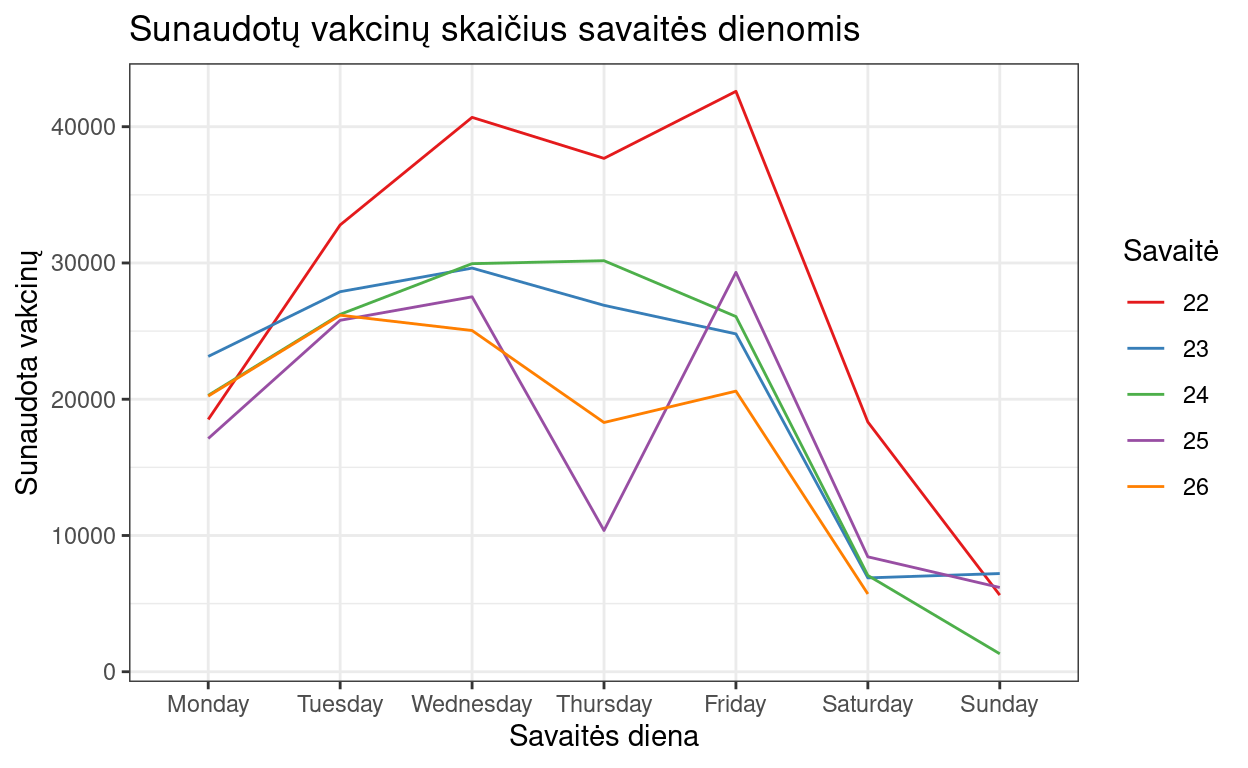 Sunaudotų vakcinų skaičius savaitės dienomis
Sunaudota vakcinų
40000
30000
20000
10000
0
Monday Tuesday Wednesday Thursday Friday Saturday Sunday
Savaitės diena
Savaitė
22
23
24
25
26